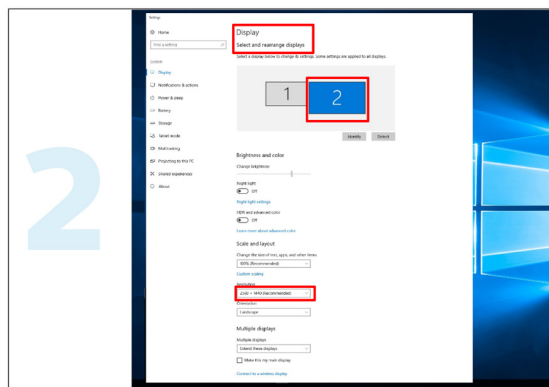 Settings
Home
Find a setting
Display
Notifications & actions
Power & sleep
Battery
Storage
Tablet mode
Multitasking
Projecting to this PC
Shared experiences
About
2
Display
Select and rearrange displays
Select a display below to change its settings. Some settings are applied to all displays.
1
2
Identify
Detect
Brightness and color
Change brightness
Night light
Off
Night light settings
HDR and advanced color
Off
Learn more about advanced color
Scale and layout
Change the size of text, apps, and other items
100% (Recommended)
Custom scaling
Resolution
Landscape
Multiple displays
Multiple displays
Extend these displays
Make this my main display
Connect to a wireless display